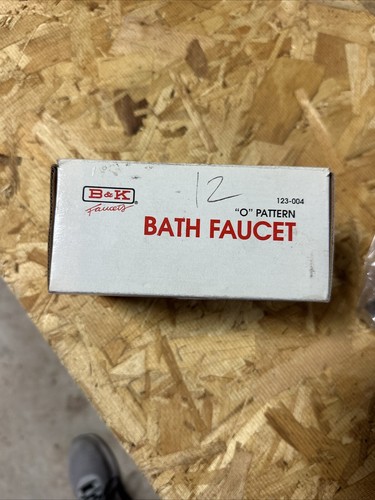 B&K
Faucets
12
123-004
"O" PATTERN
BATH FAUCET